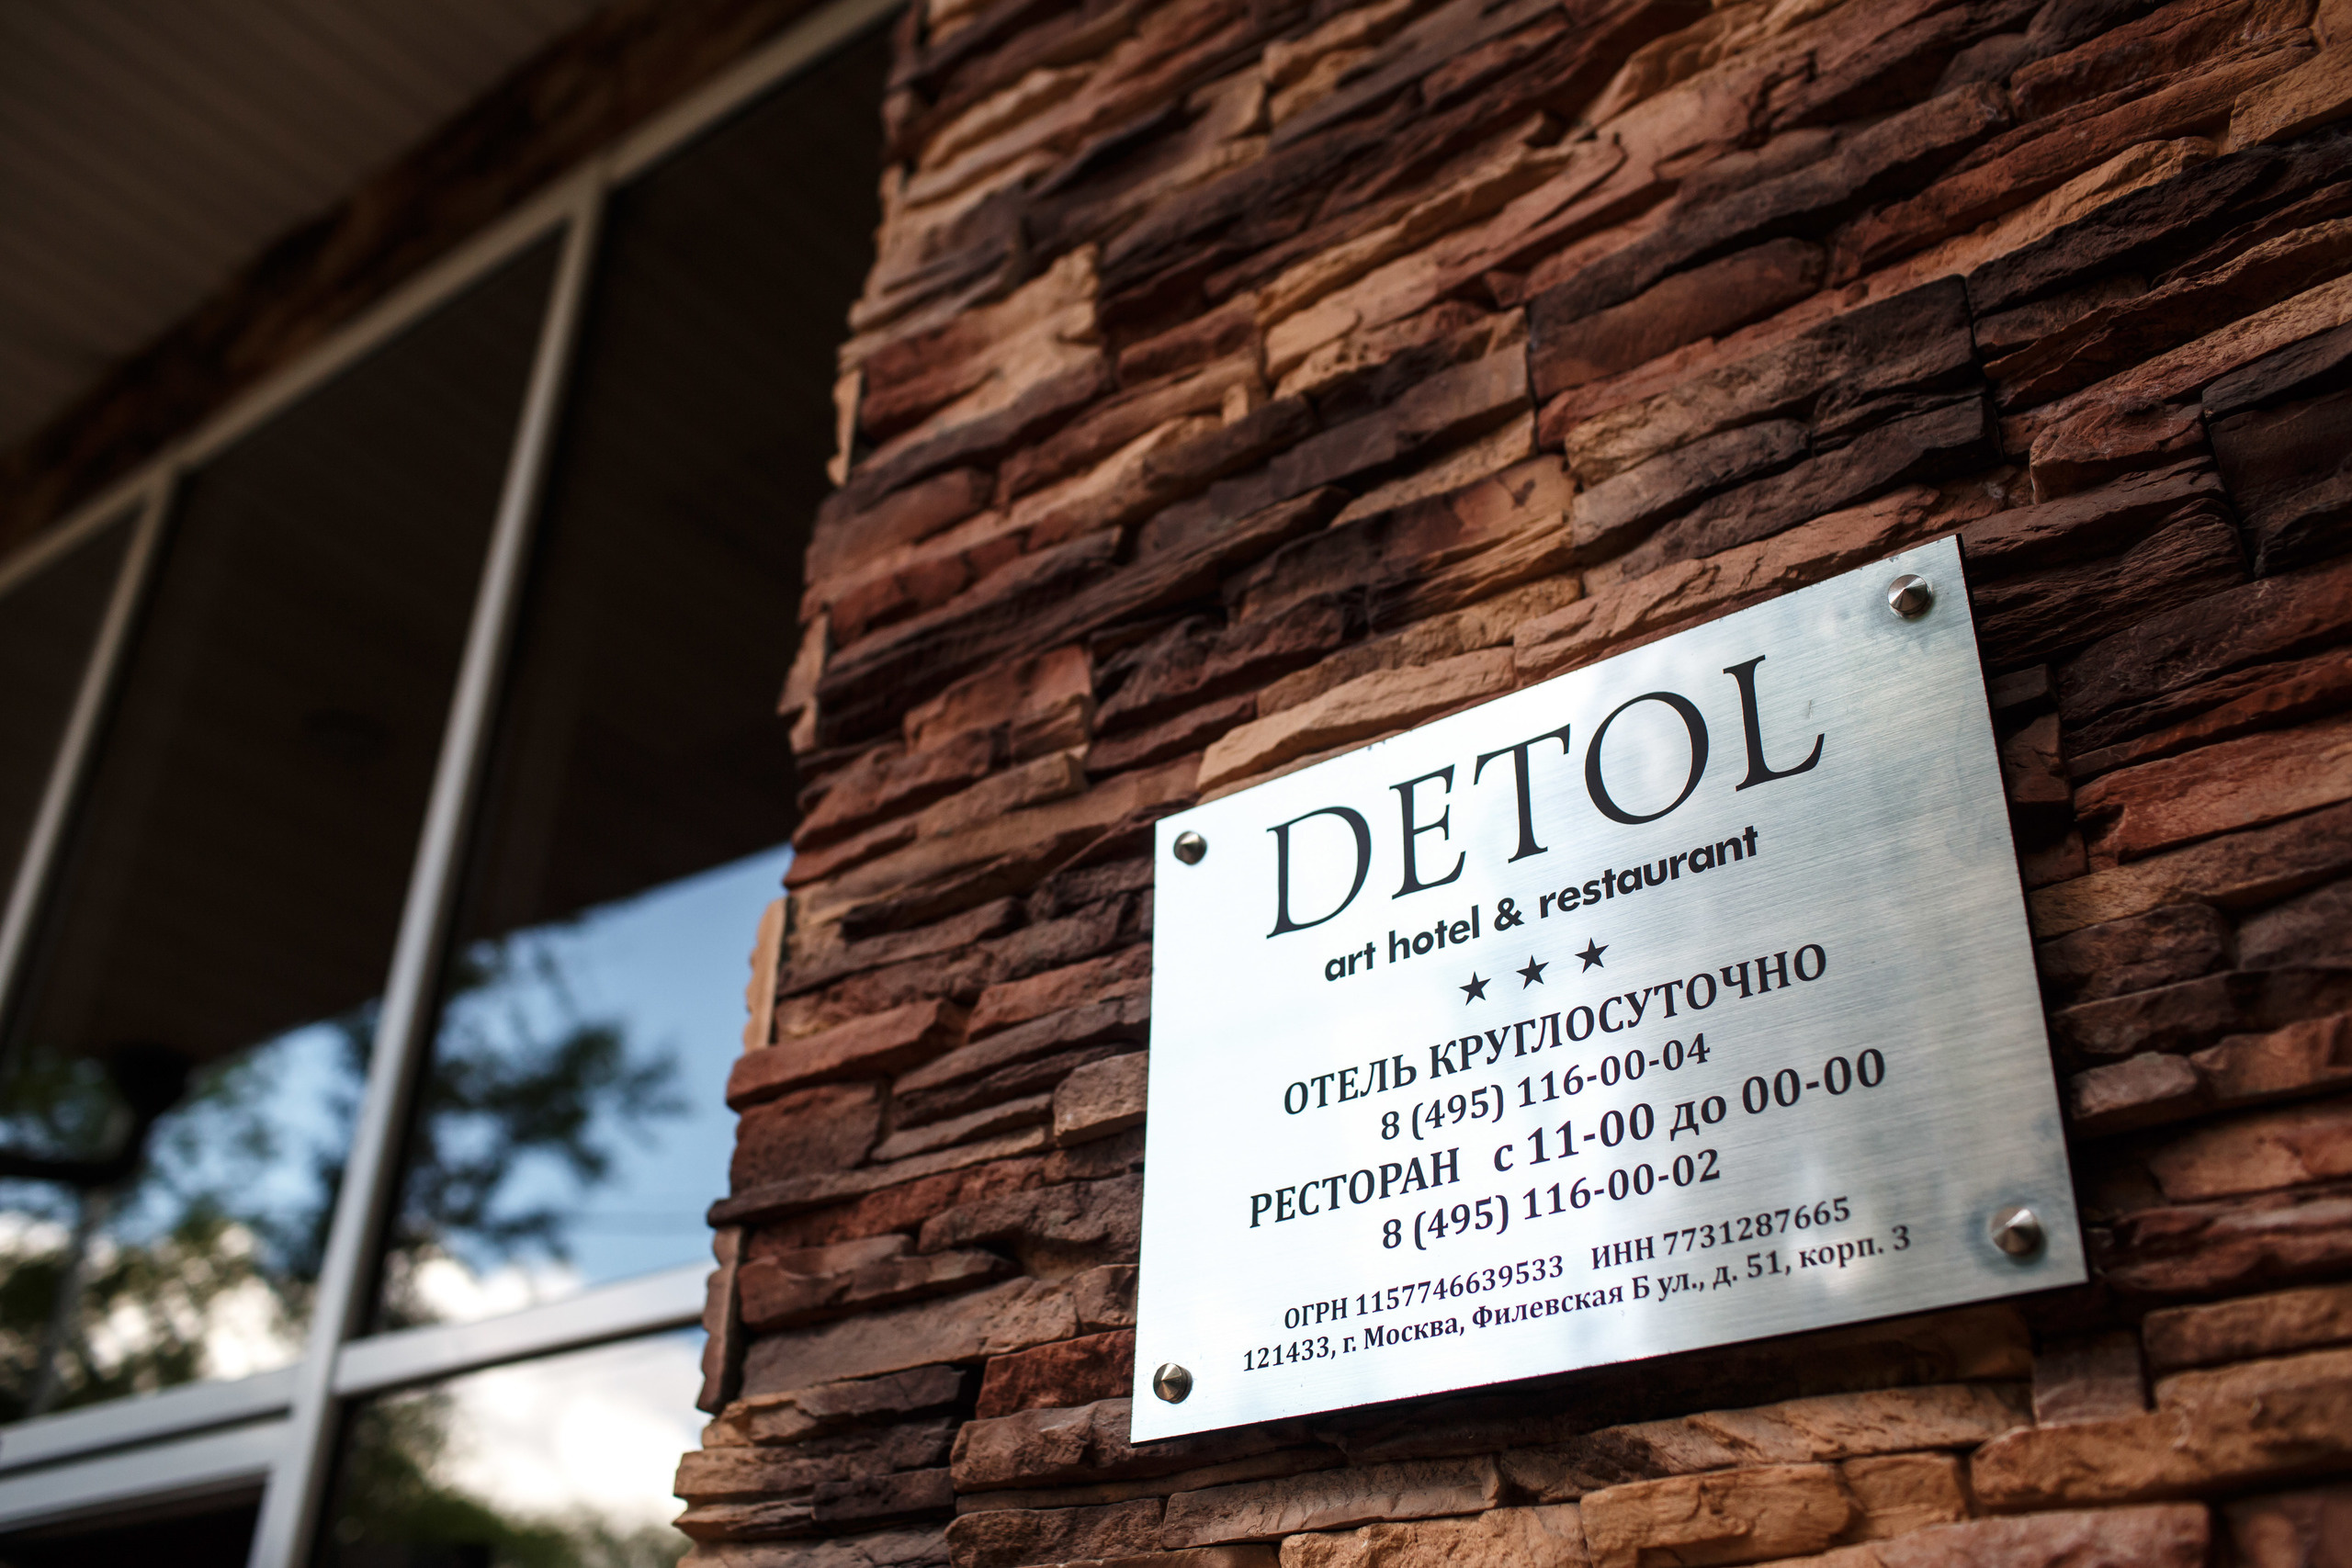 DETOL
art hotel & restaurant
★ ★ ★
ОТЕЛЬ КРУГЛОСУТОЧНО
8 (495) 116-00-04
РЕСТОРАН с 11-00 до 00-00
8 (495) 116-00-02
ОГРН 1157746639533 ИНН 7731287665
121433, г. Москва, Филевская Б ул., д. 51, корп. 3